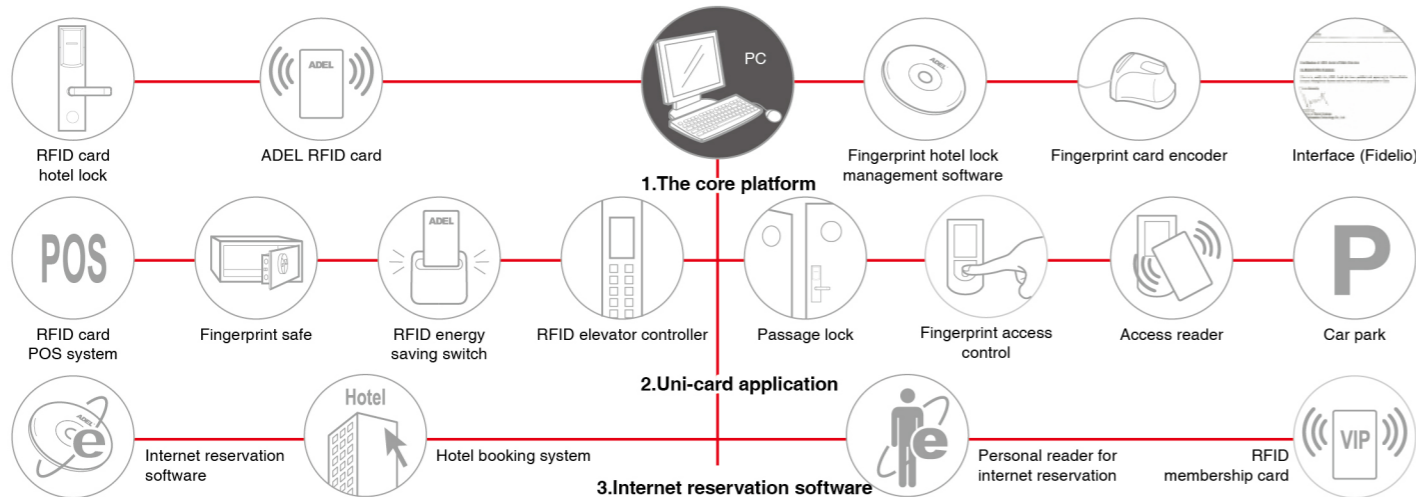 ADEL
PC
RFID card
hotel lock
ADEL RFID card
Fingerprint hotel lock
management software
Fingerprint card encoder
Interface (Fidelio)
1.The core platform
POS
ADEL
P
RFID card
POS system
Fingerprint safe
RFID energy
saving switch
RFID elevator controller
Passage lock
Fingerprint access
control
Access reader
Car park
2.Uni-card application
ADEL
e
Internet reservation
software
Hotel
Hotel booking system
e
Personal reader for
internet reservation
RFID
membership card
VIP
3.Internet reservation software